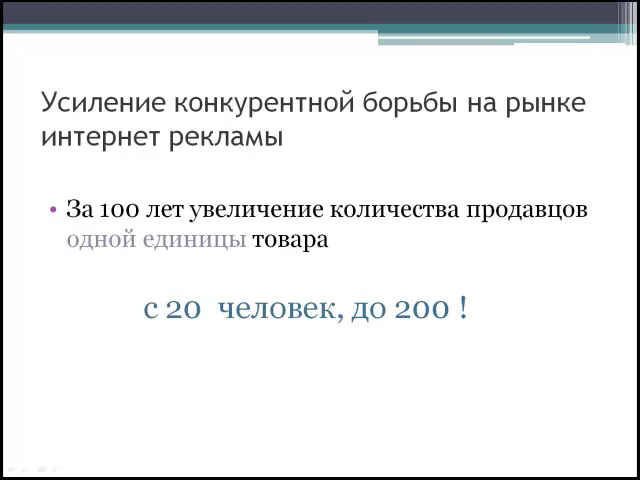 Усиление конкурентной борьбы на рынке
интернет рекламы
• За 100 лет увеличение количества продавцов
одной единицы товара
с 20 человек, до 200 !